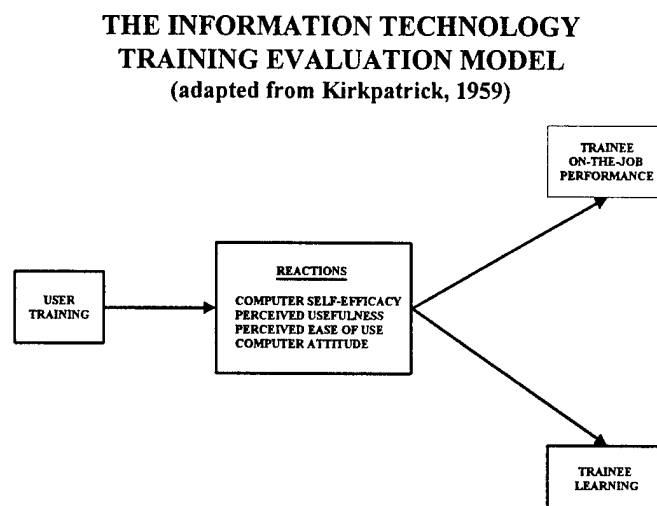 THE INFORMATION TECHNOLOGY
TRAINING EVALUATION MODEL
(adapted from Kirkpatrick, 1959)
TRAINEE
ON-THE-JOB
PERFORMANCE
REACTIONS
COMPUTER SELF-EFFICACY
PERCEIVED USEFULNESS
PERCEIVED EASE OF USE
COMPUTER ATTITUDE
USER
TRAINING
TRAINEE
LEARNING